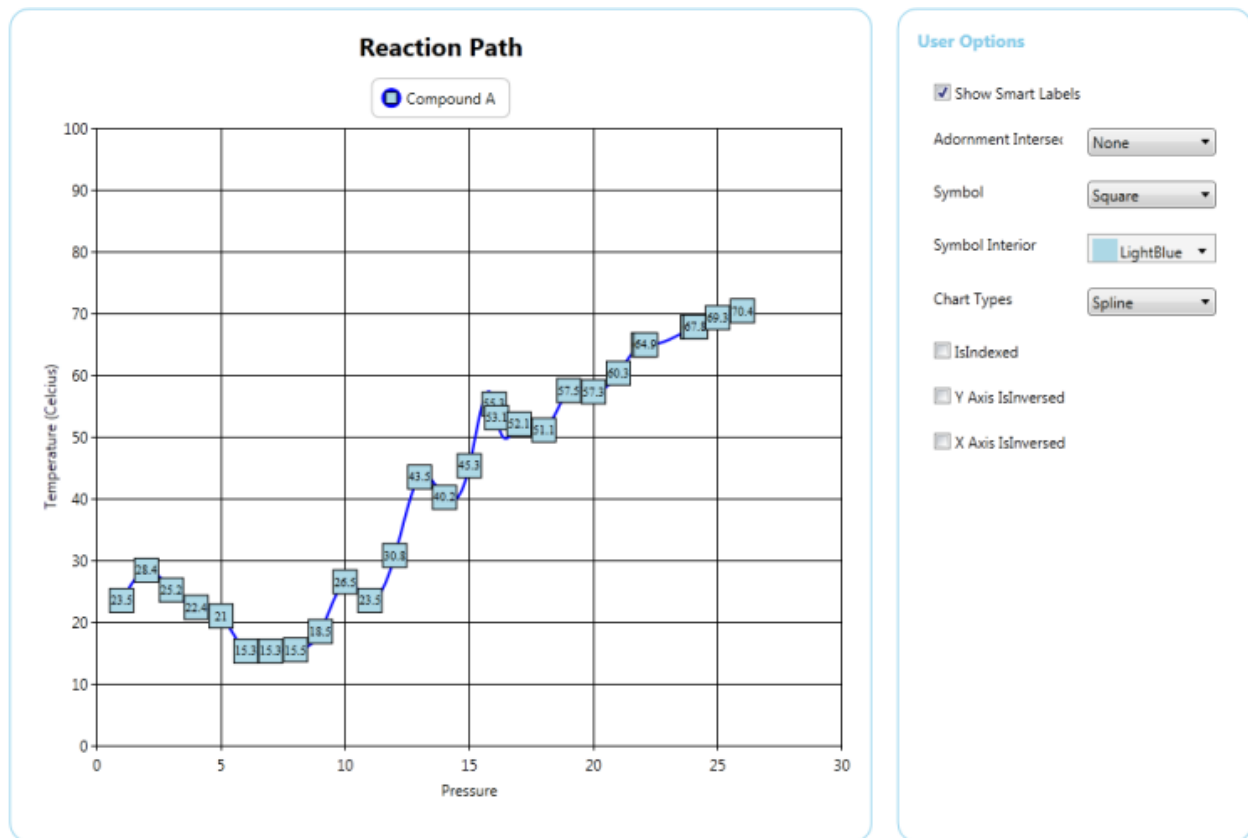 Reaction Path
Compound A
100
90
80
70
60
50
40
30
20
10
0
Temperature (Celcius)
23.5
28.4
25.2
22.4
21
15.3
15.3
15.5
18.5
26.5
23.5
30.8
43.5
40.2
45.3
55.3
53.1
52.1
51.1
57.5
57.3
60.3
64.9
67.8
69.3
70.4
0 5 10 15 20 25 30
Pressure
User Options
Show Smart Labels
Adornment Intersec None
Symbol Square
Symbol Interior LightBlue
Chart Types Spline
IsIndexed
Y Axis IsInversed
X Axis IsInversed